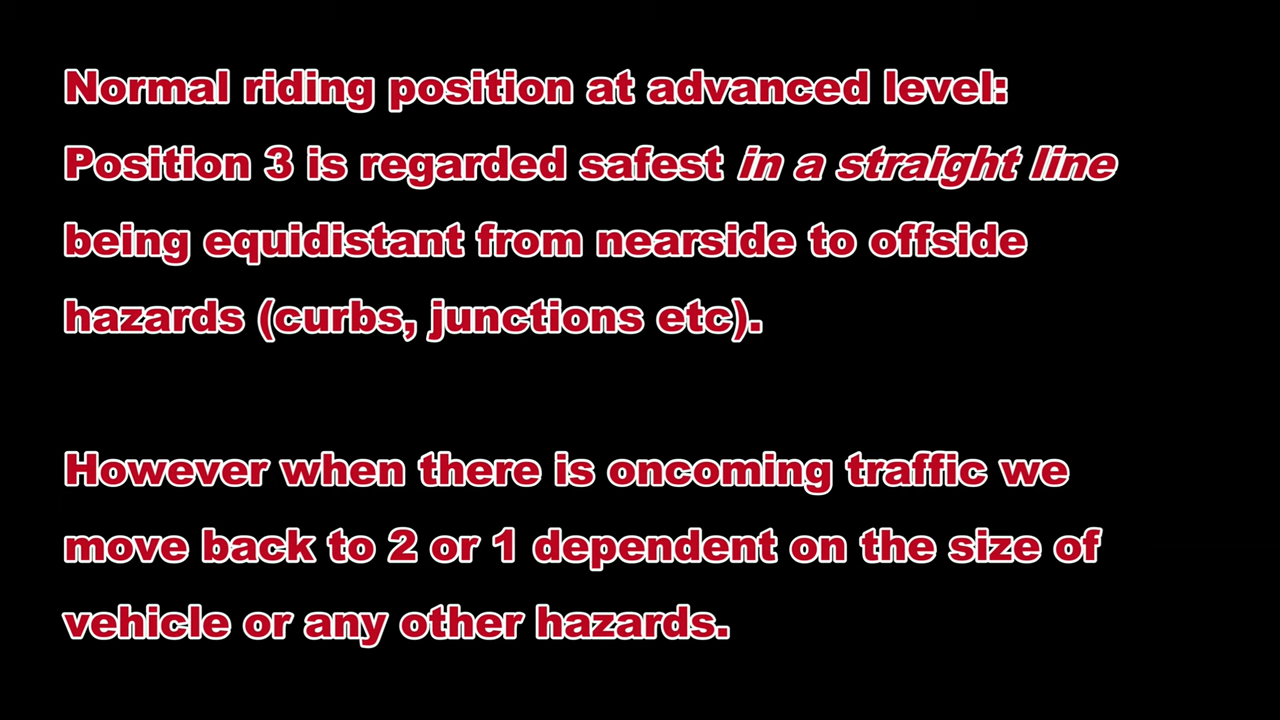 Normal riding position at advanced level:
Position 3 is regarded safest in a straight line
being equidistant from nearside to offside
hazards (curbs, junctions etc).
However when there is oncoming traffic we
move back to 2 or 1 dependent on the size of
vehicle or any other hazards.